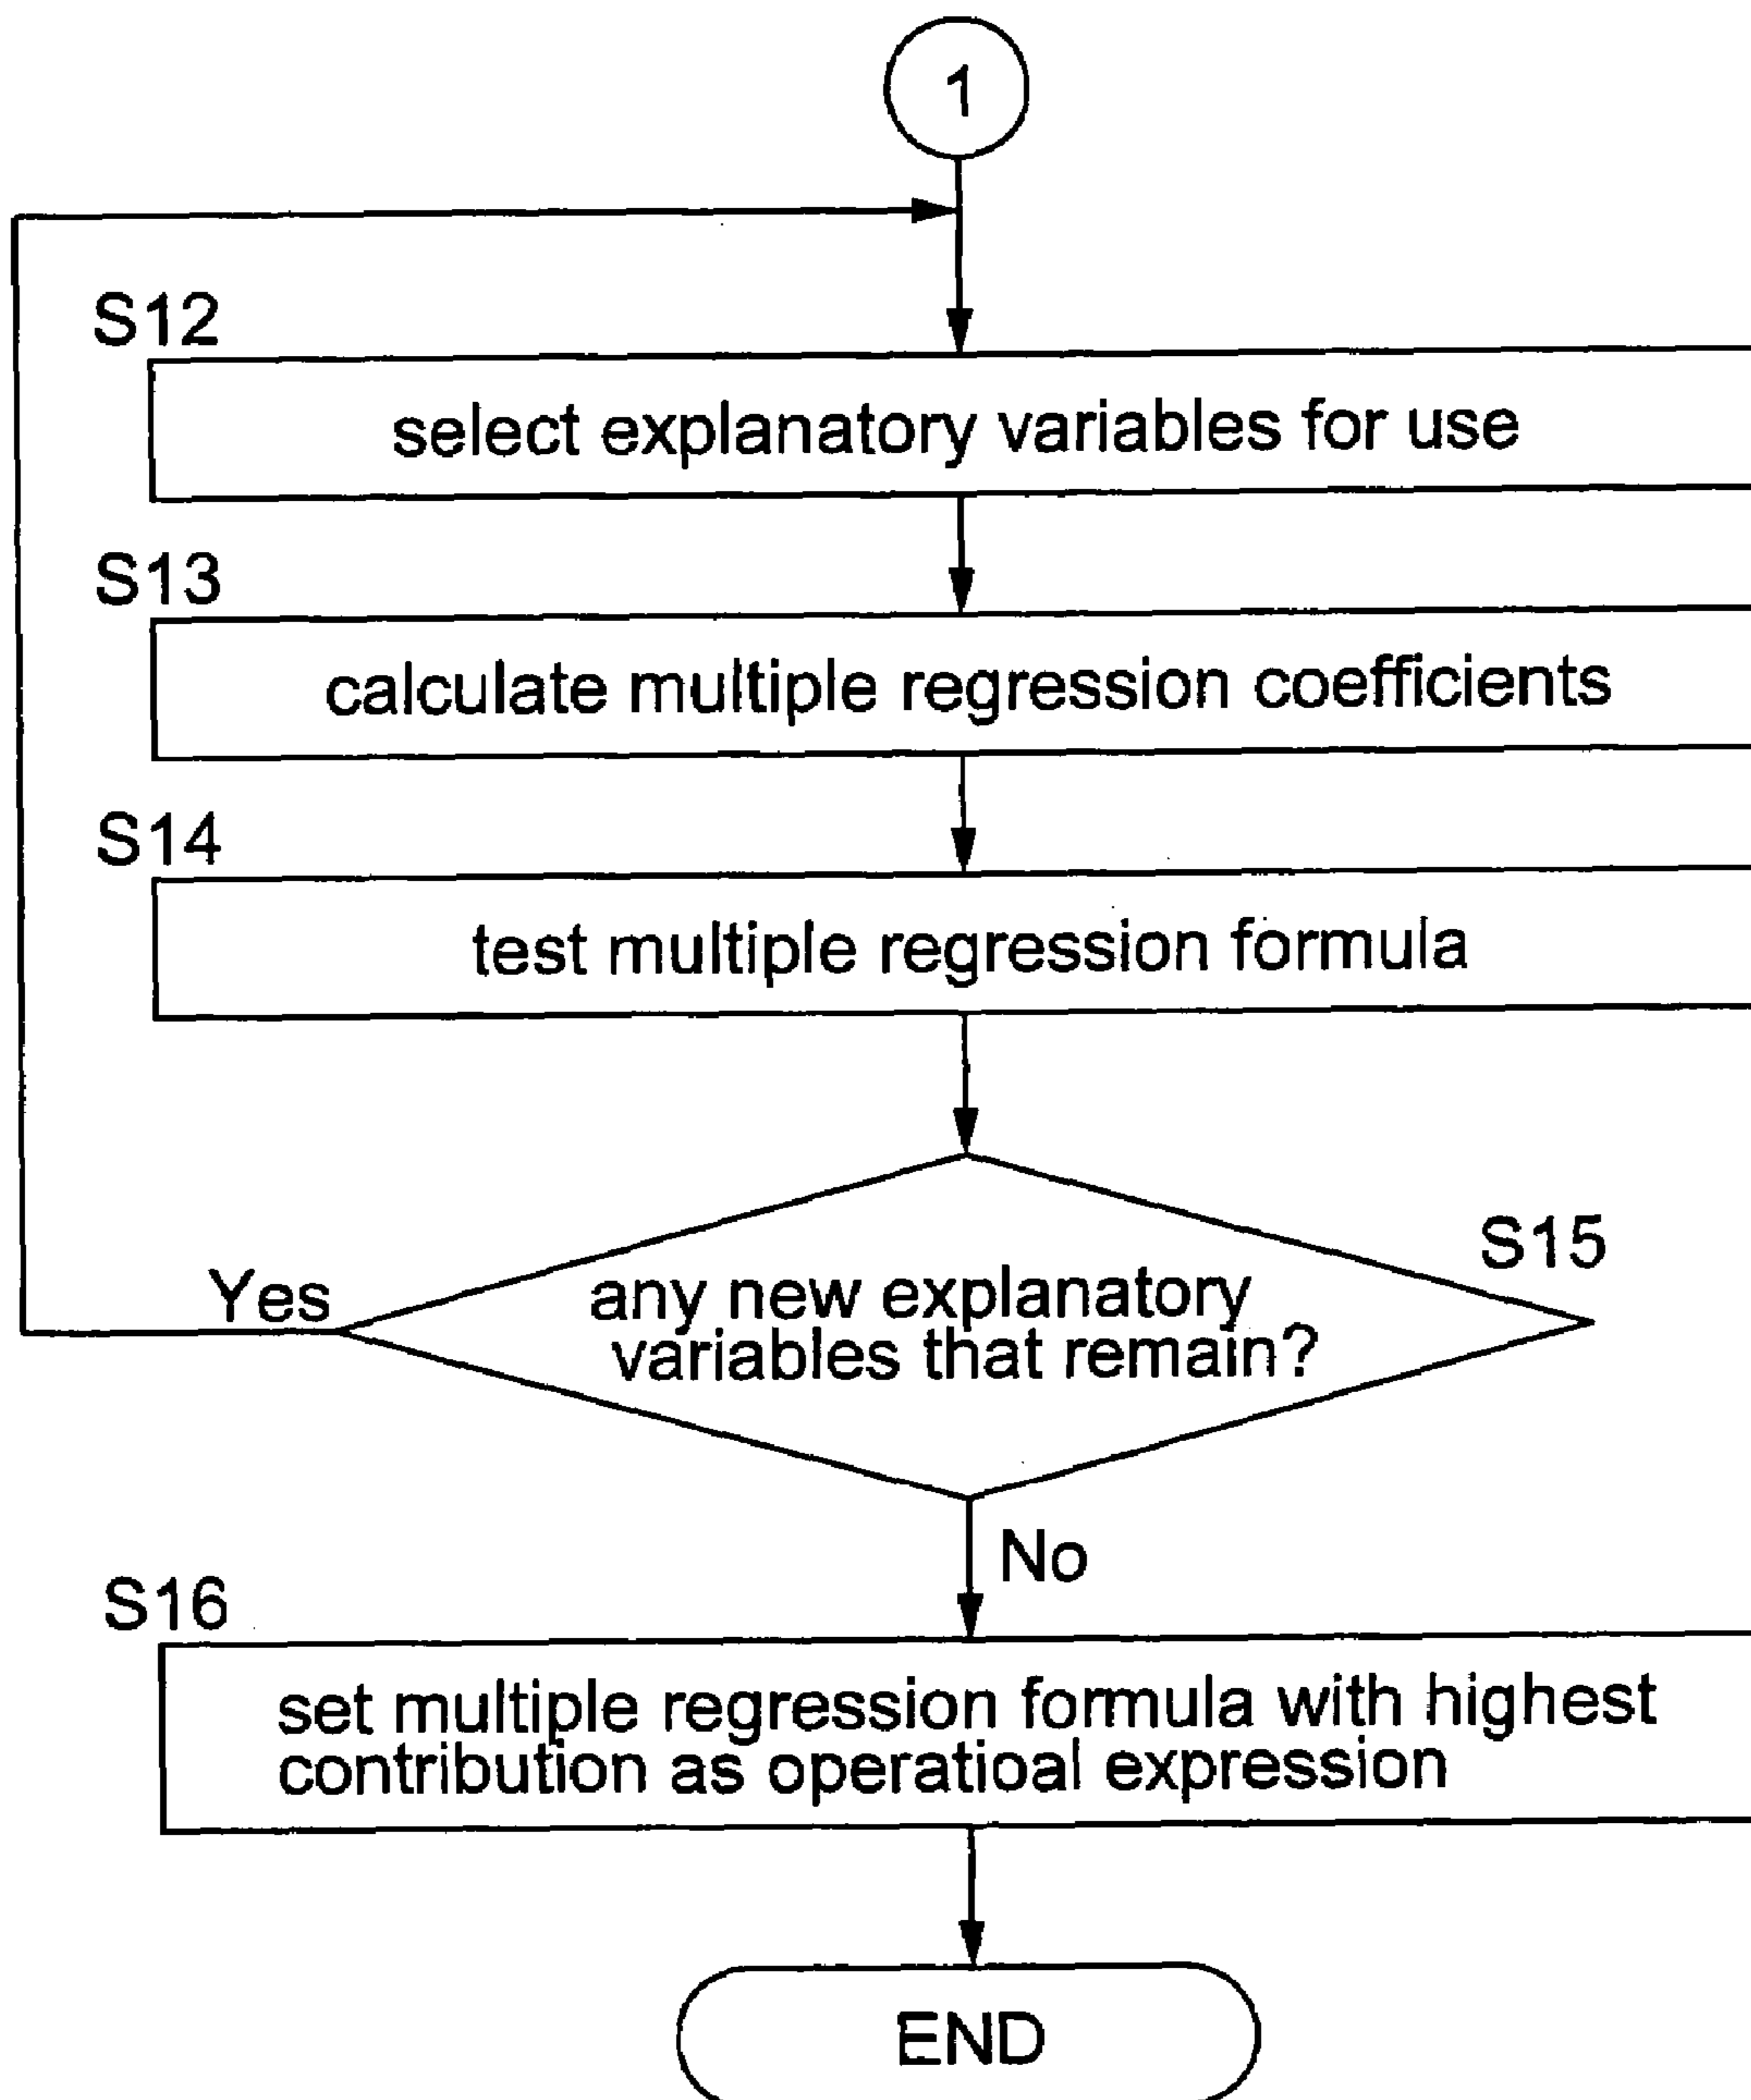 1
S12
select explanatory variables for use
S13
calculate multiple regression coefficients
S14
test multiple regression formula
S15
Yes
any new explanatory
variables that remain?
No
S16
set multiple regression formula with highest
contribution as operatioal expression
END